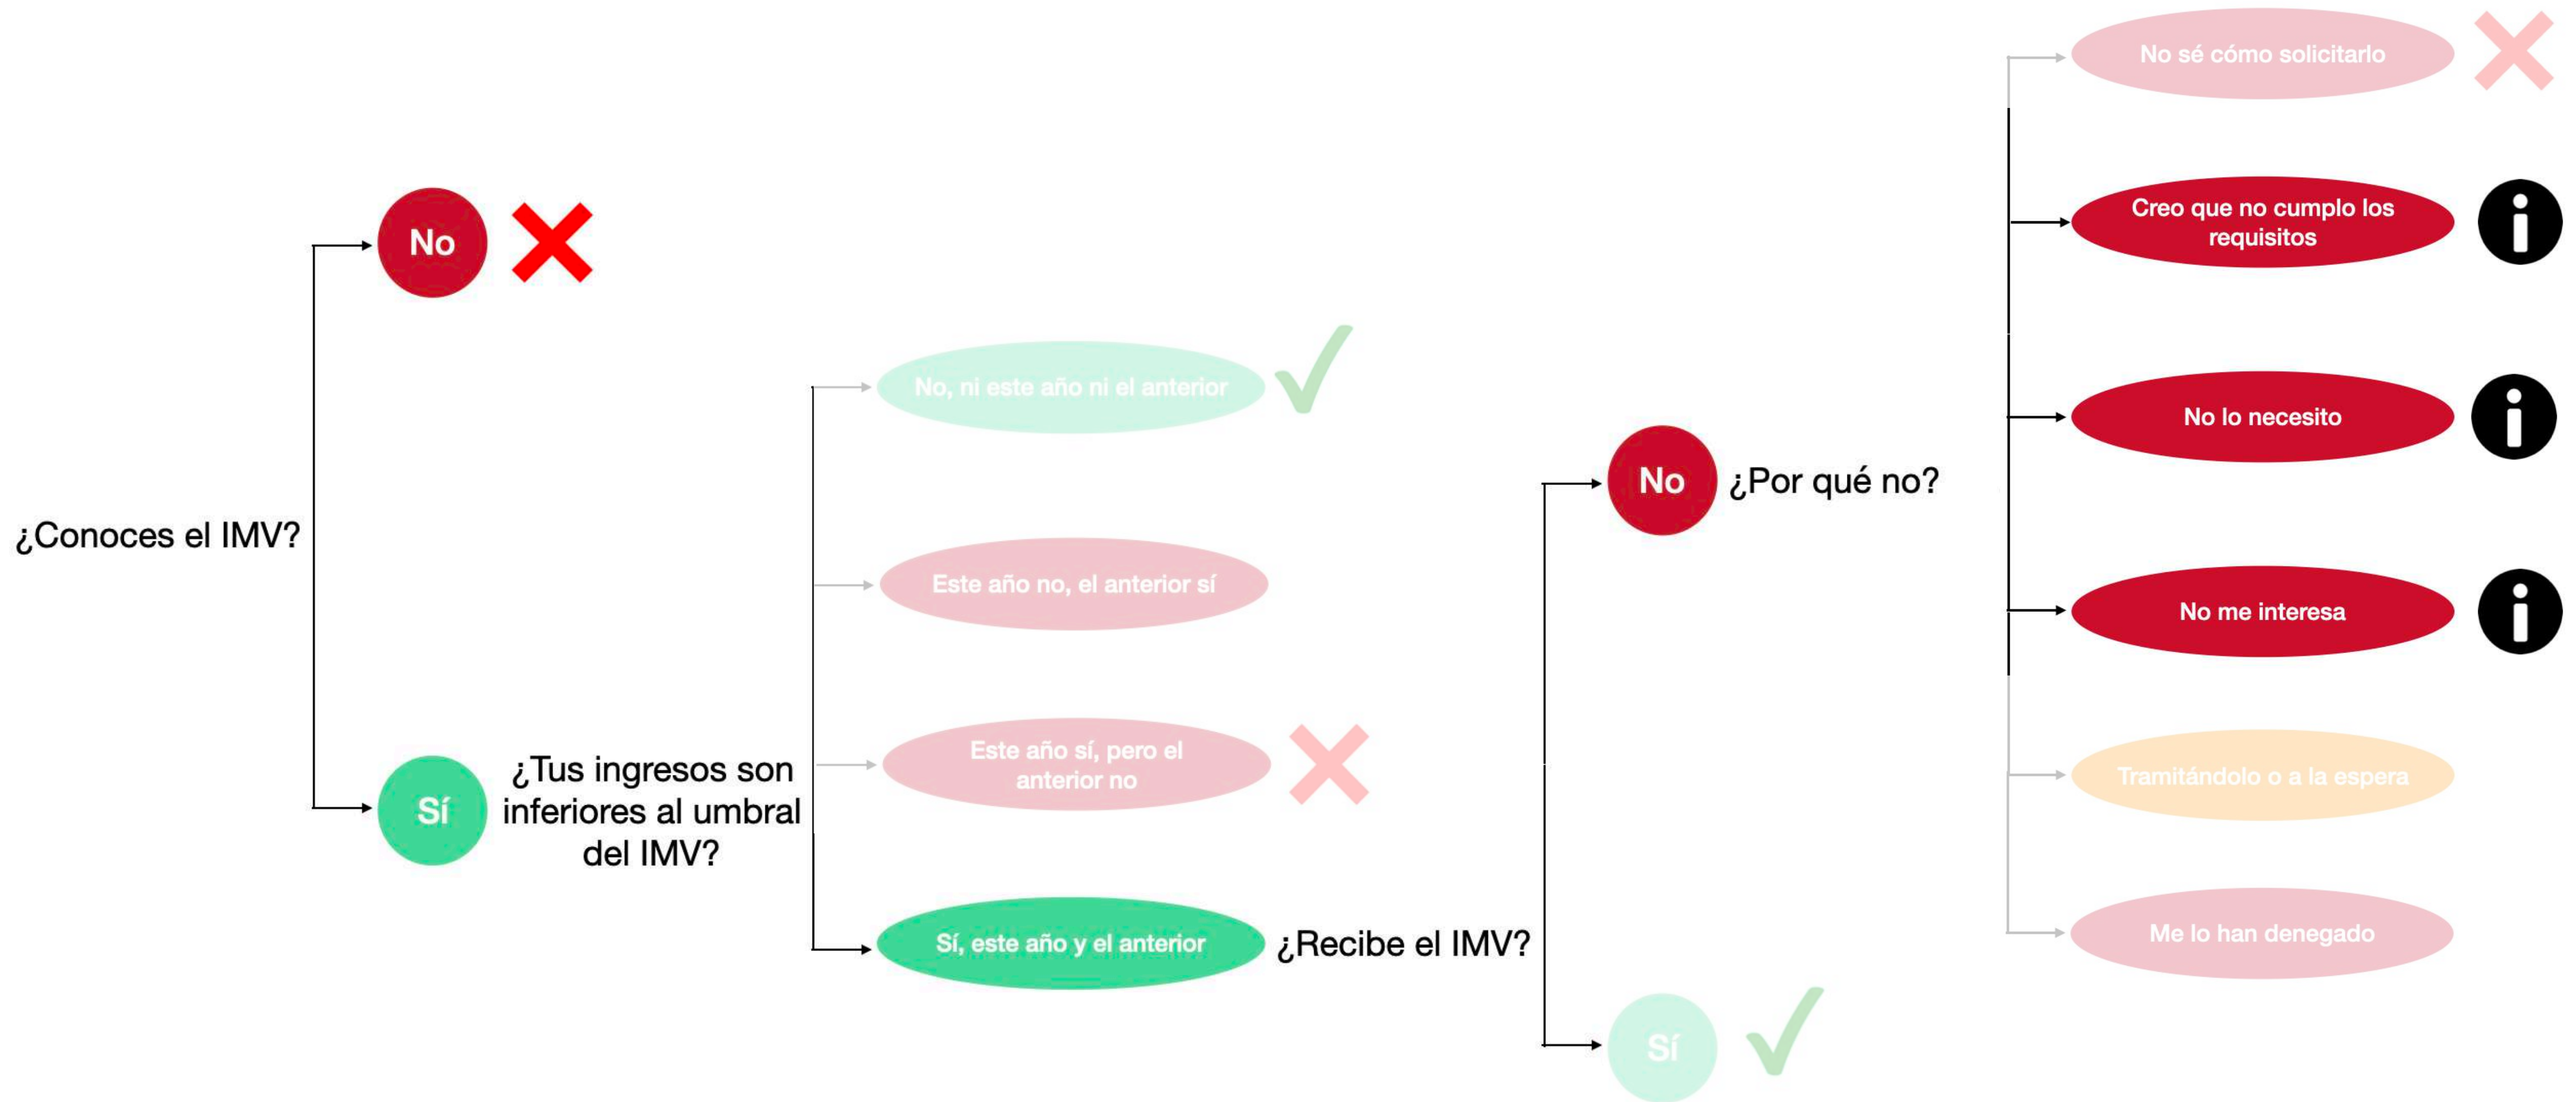 ¿Conoces el IMV?
No
Sí
¿Tus ingresos son
inferiores al umbral
del IMV?
No, ni este año ni el anterior
Este año no, el anterior sí
Este año sí, pero el
anterior no
Sí, este año y el anterior
¿Recibe el IMV?
No
¿Por qué no?
Sí
No sé cómo solicitarlo
Creo que no cumplo los
requisitos
No lo necesito
No me interesa
Tramitándolo o a la espera
Me lo han denegado